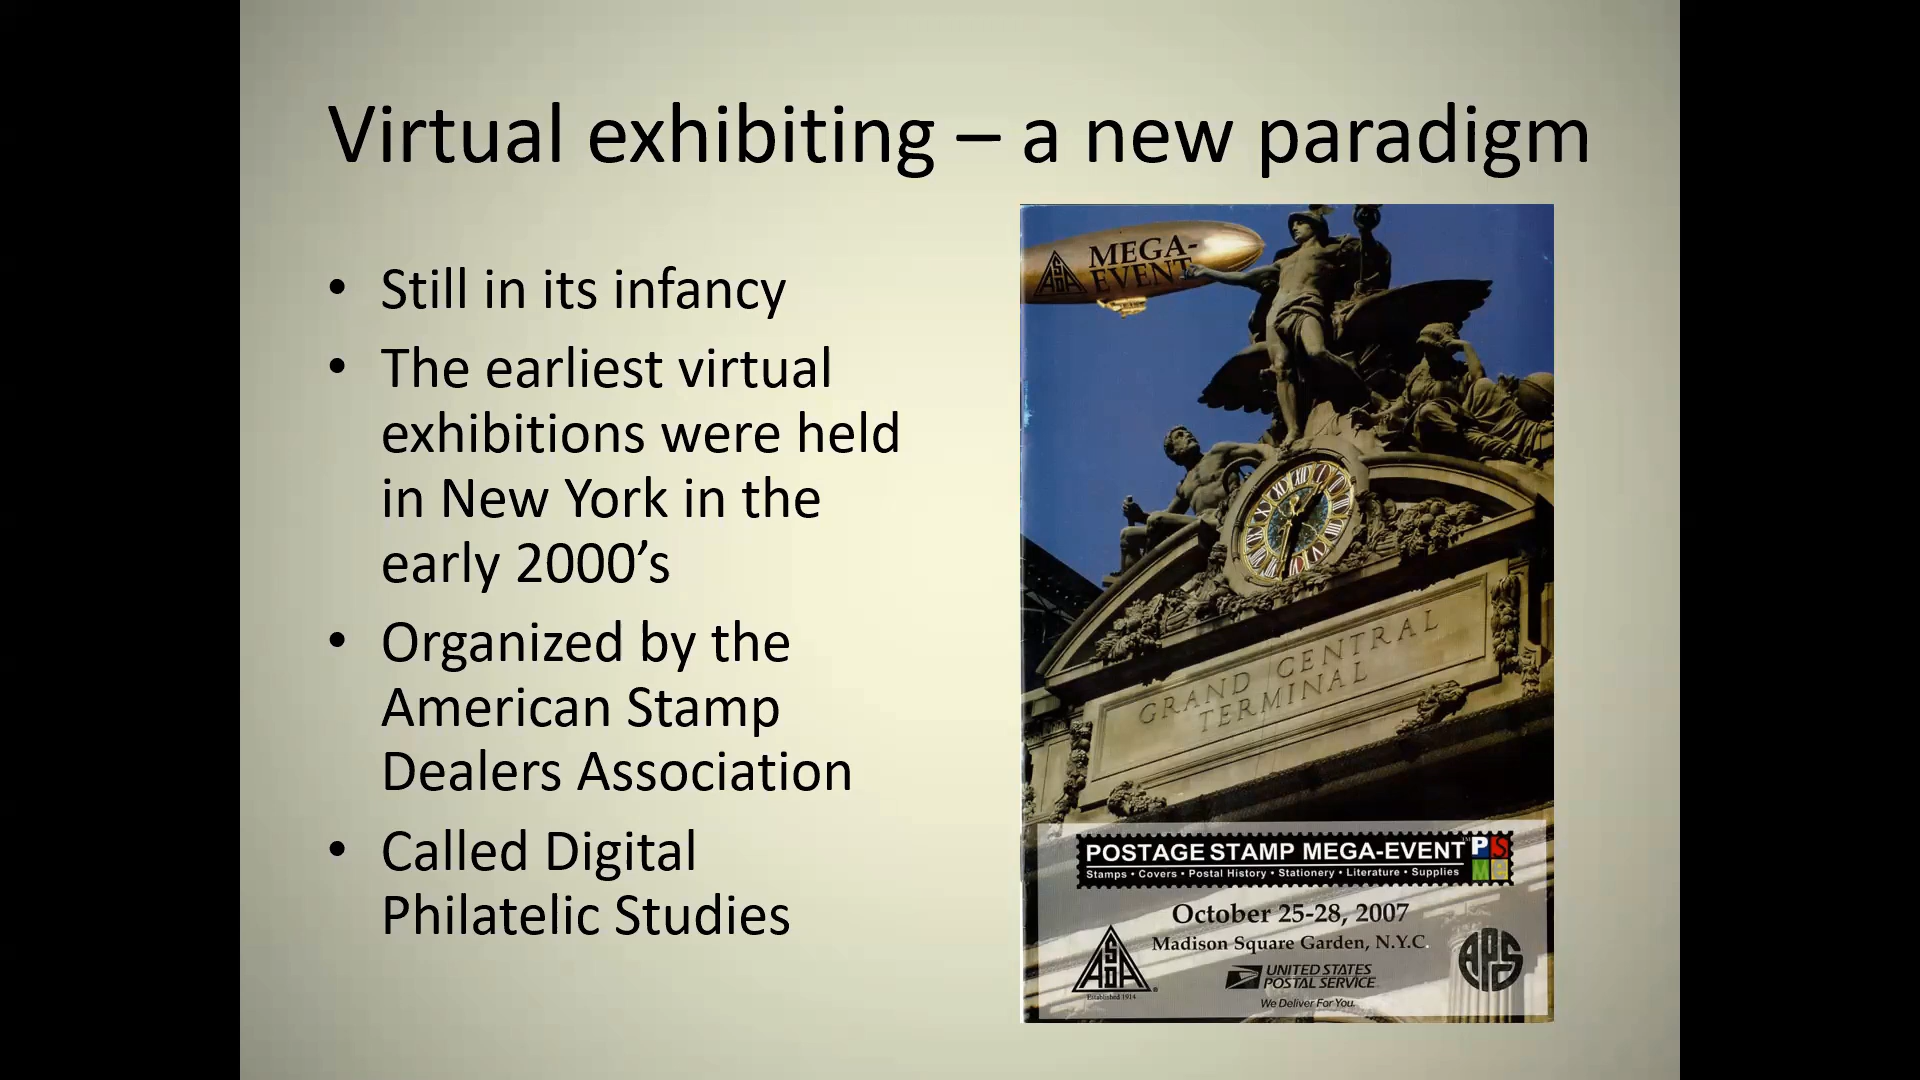 Virtual exhibiting – a new paradigm
• Still in its infancy
• The earliest virtual
exhibitions were held
in New York in the
early 2000’s
• Organized by the
American Stamp
Dealers Association
• Called Digital
Philatelic Studies
ASDA
MEGA-
EVENT
GRAND CENTRAL
TERMINAL
POSTAGE STAMP MEGA-EVENT™
PSME
Stamps • Covers • Postal History • Stationery • Literature • Supplies
October 25-28, 2007
Madison Square Garden, N.Y.C.
ASDA
Established 1914
UNITED STATES
POSTAL SERVICE
We Deliver For You.
APS